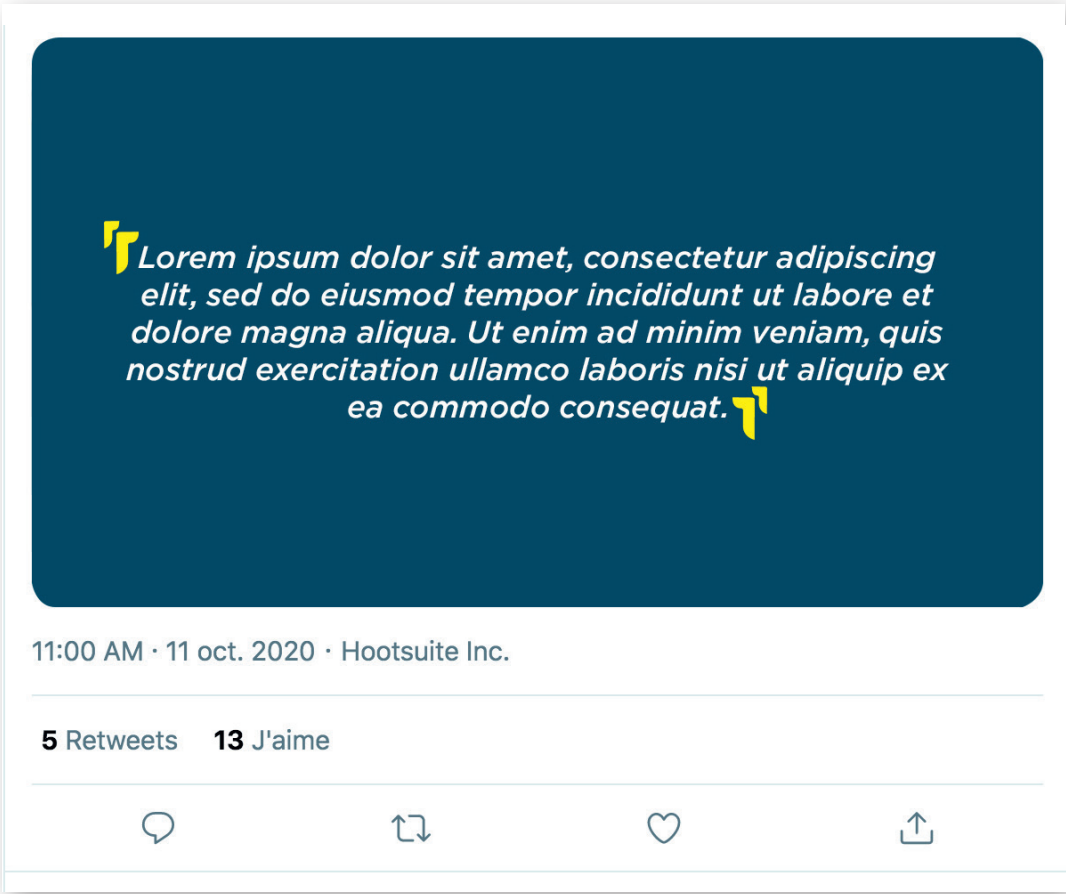 Lorem ipsum dolor sit amet, consectetur adipiscing
elit, sed do eiusmod tempor incididunt ut labore et
dolore magna aliqua. Ut enim ad minim veniam, quis
nostrud exercitation ullamco laboris nisi ut aliquip ex
ea commodo consequat.
11:00 AM · 11 oct. 2020 · Hootsuite Inc.
5 Retweets 13 J'aime